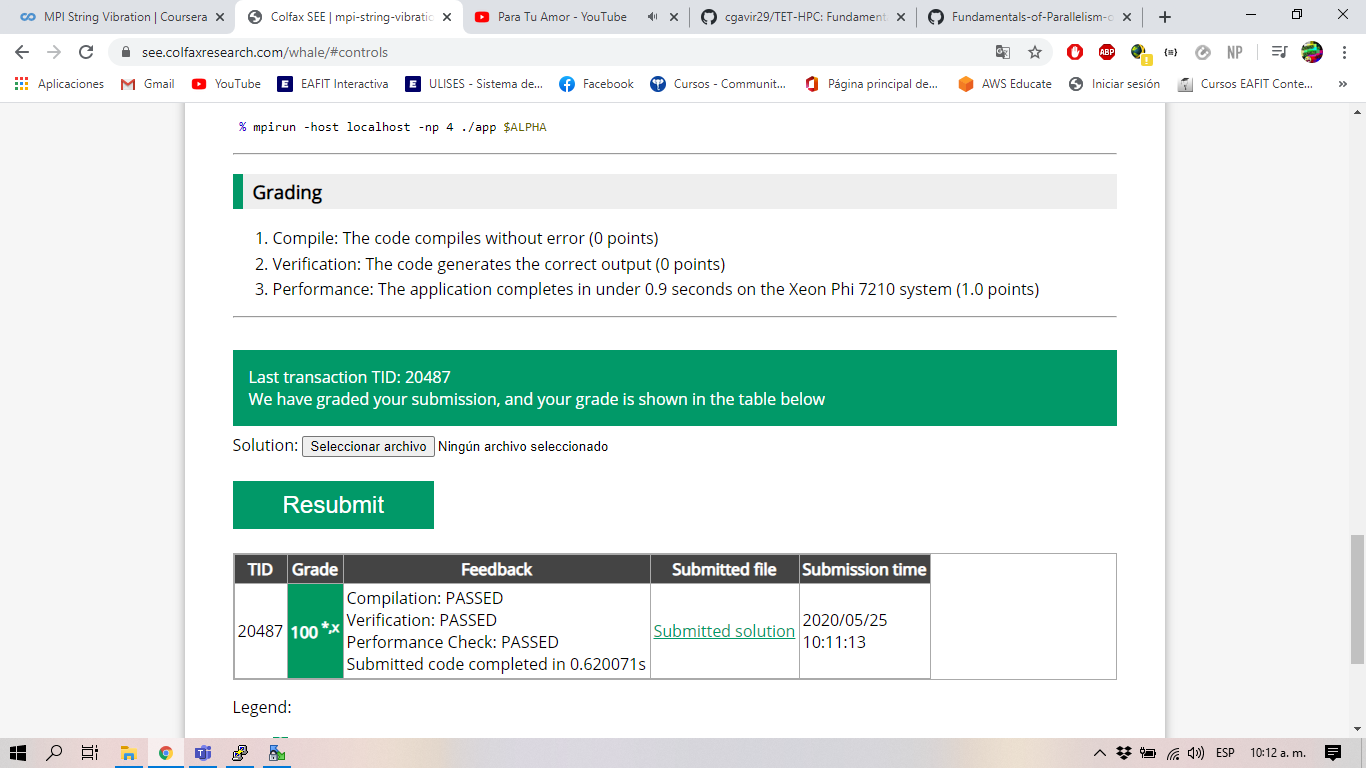 MPI String Vibration | Coursera
Colfax SEE | mpi-string-vibratio
Para Tu Amor - YouTube
cgavir29/TET-HPC: Fundament
Fundamentals-of-Parallelism-o
see.colfaxresearch.com/whale/#controls
ABP
NP
Aplicaciones
Gmail
YouTube
EAFIT Interactiva
ULISES - Sistema de...
Facebook
Cursos - Communit...
Página principal de...
AWS Educate
Iniciar sesión
Cursos EAFIT Conte...
»
% mpirun -host localhost -np 4 ./app $ALPHA
Grading
1. Compile: The code compiles without error (0 points)
2. Verification: The code generates the correct output (0 points)
3. Performance: The application completes in under 0.9 seconds on the Xeon Phi 7210 system (1.0 points)
Last transaction TID: 20487
We have graded your submission, and your grade is shown in the table below
Solution: Seleccionar archivo Ningún archivo seleccionado
Resubmit
TID Grade Feedback Submitted file Submission time
20487 100 *,x
Compilation: PASSED
Verification: PASSED
Performance Check: PASSED
Submitted code completed in 0.620071s
Submitted solution
2020/05/25
10:11:13
Legend:
ESP
10:12 a. m.